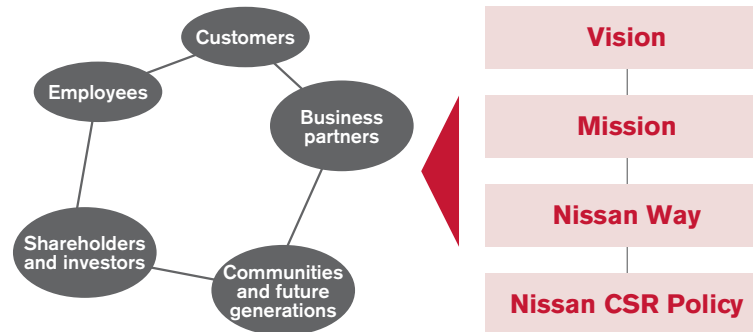 Customers
Employees
Business
partners
Shareholders
and investors
Communities
and future
generations
Vision
Mission
Nissan Way
Nissan CSR Policy